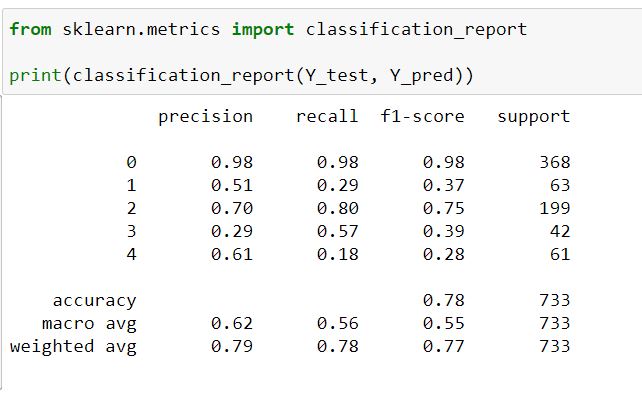 from sklearn.metrics import classification_report
print(classification_report(Y_test, Y_pred))
precision recall f1-score support
0 0.98 0.98 0.98 368
1 0.51 0.29 0.37 63
2 0.70 0.80 0.75 199
3 0.29 0.57 0.39 42
4 0.61 0.18 0.28 61
accuracy 0.78 733
macro avg 0.62 0.56 0.55 733
weighted avg 0.79 0.78 0.77 733